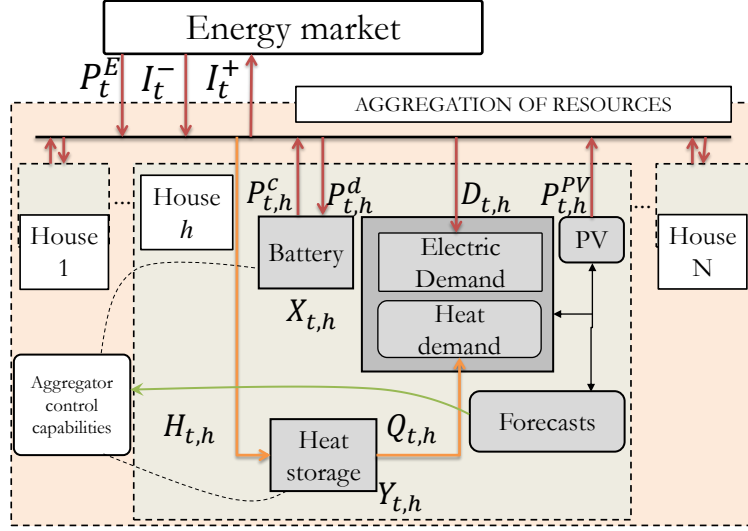 Energy market
P_t^E I_t^- I_t^+
AGGREGATION OF RESOURCES
House
1
...
House
h
P_{t,h}^c P_{t,h}^d D_{t,h} P_{t,h}^{PV}
...
House
N
Battery
X_{t,h}
Electric
Demand
Heat
demand
PV
Aggregator
control
capabilities
H_{t,h}
Heat
storage
Q_{t,h}
Y_{t,h}
Forecasts